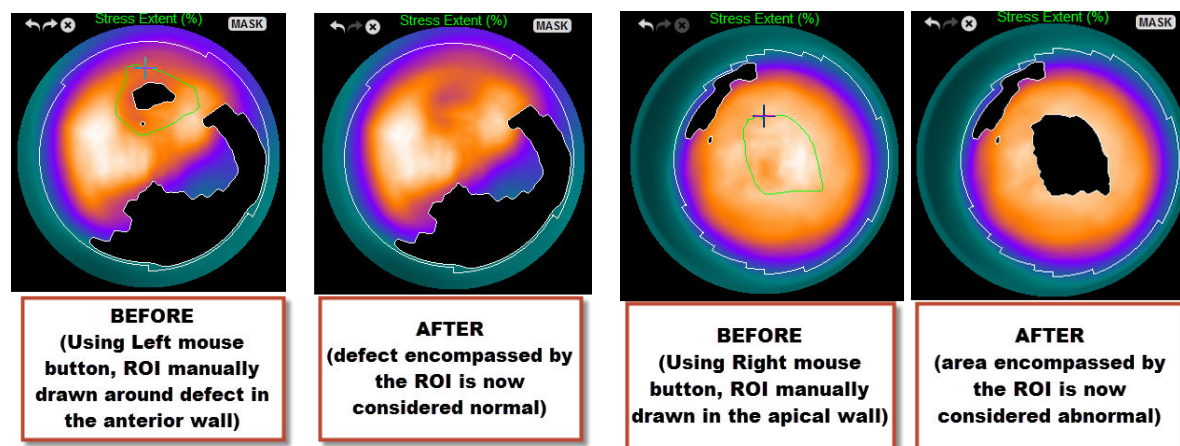 Stress Extent (%)
MASK
Stress Extent (%)
MASK
Stress Extent (%)
MASK
Stress Extent (%)
MASK
BEFORE
(Using Left mouse
button, ROI manually
drawn around defect in
the anterior wall)
AFTER
(defect encompassed by
the ROI is now
considered normal)
BEFORE
(Using Right mouse
button, ROI manually
drawn in the apical wall)
AFTER
(area encompassed by
the ROI is now
considered abnormal)